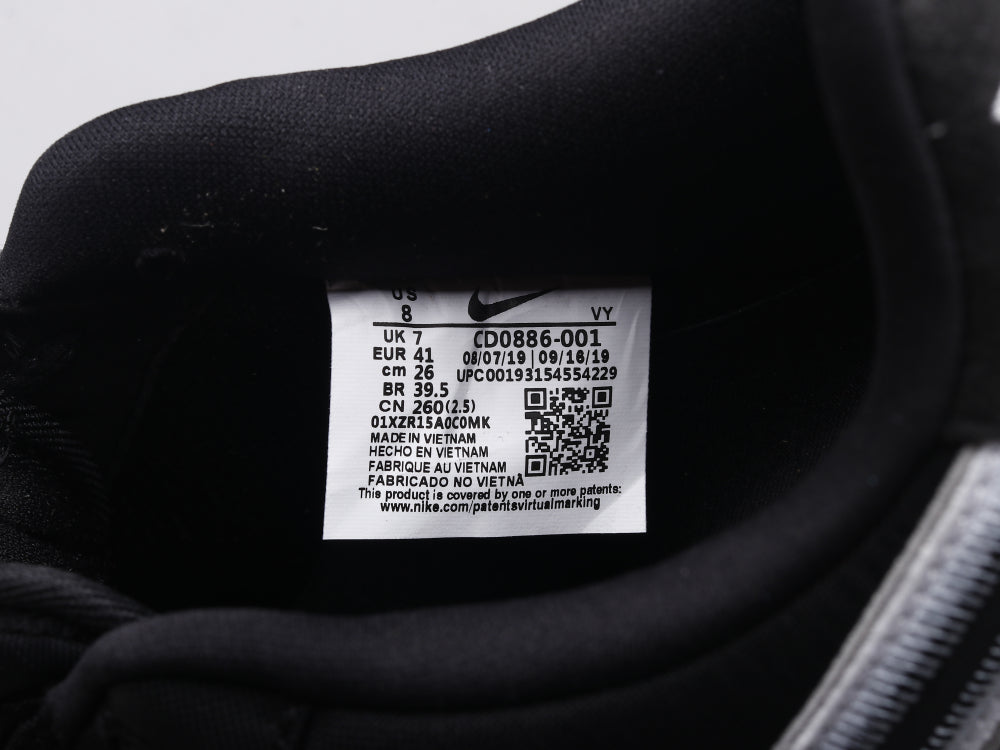 US
8 VY
UK 7 CD0886-001
EUR 41 08/07/19 | 09/16/19
cm 26 UPC00193154554229
BR 39.5
CN 260(2.5)
01XZR15A0C0MK
MADE IN VIETNAM
HECHO EN VIETNAM
FABRIQUE AU VIETNAM
FABRICADO NO VIETNÃ
This product is covered by one or more patents:
www.nike.com/patentsvirtualmarking